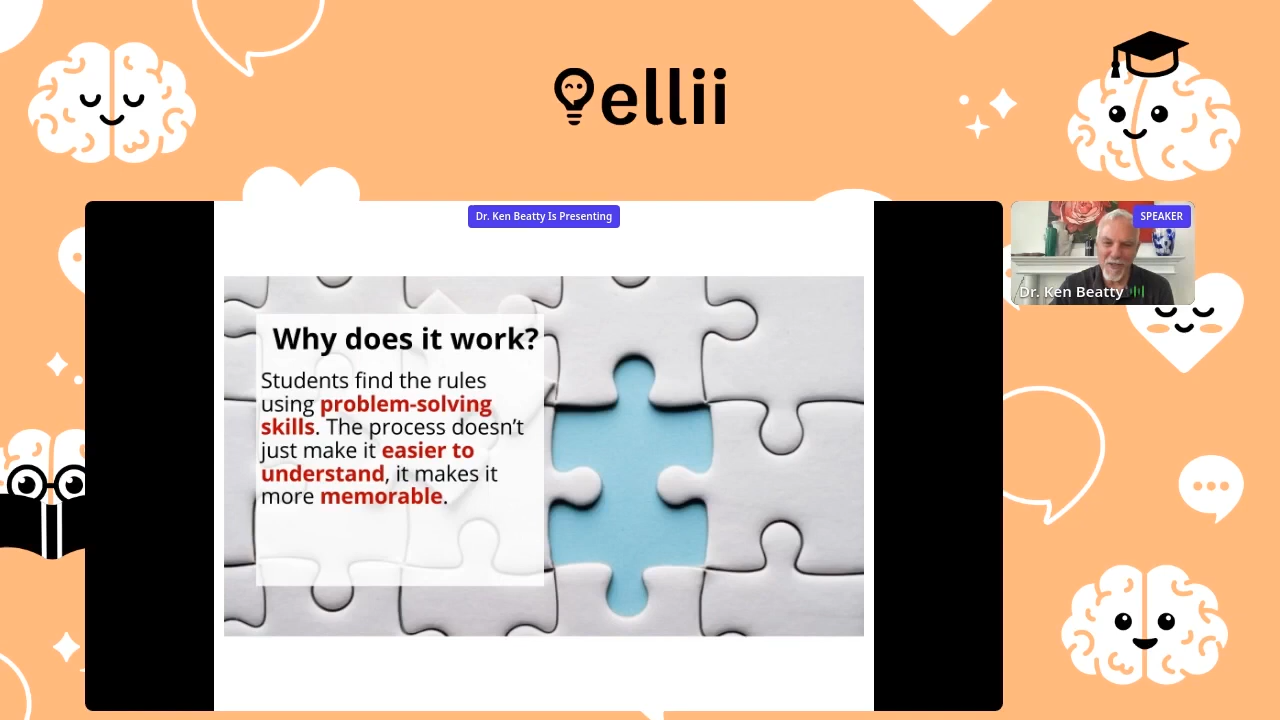 ellii
Dr. Ken Beatty Is Presenting
SPEAKER
Dr. Ken Beatty
Why does it work?
Students find the rules
using problem-solving
skills. The process doesn’t
just make it easier to
understand, it makes it
more memorable.